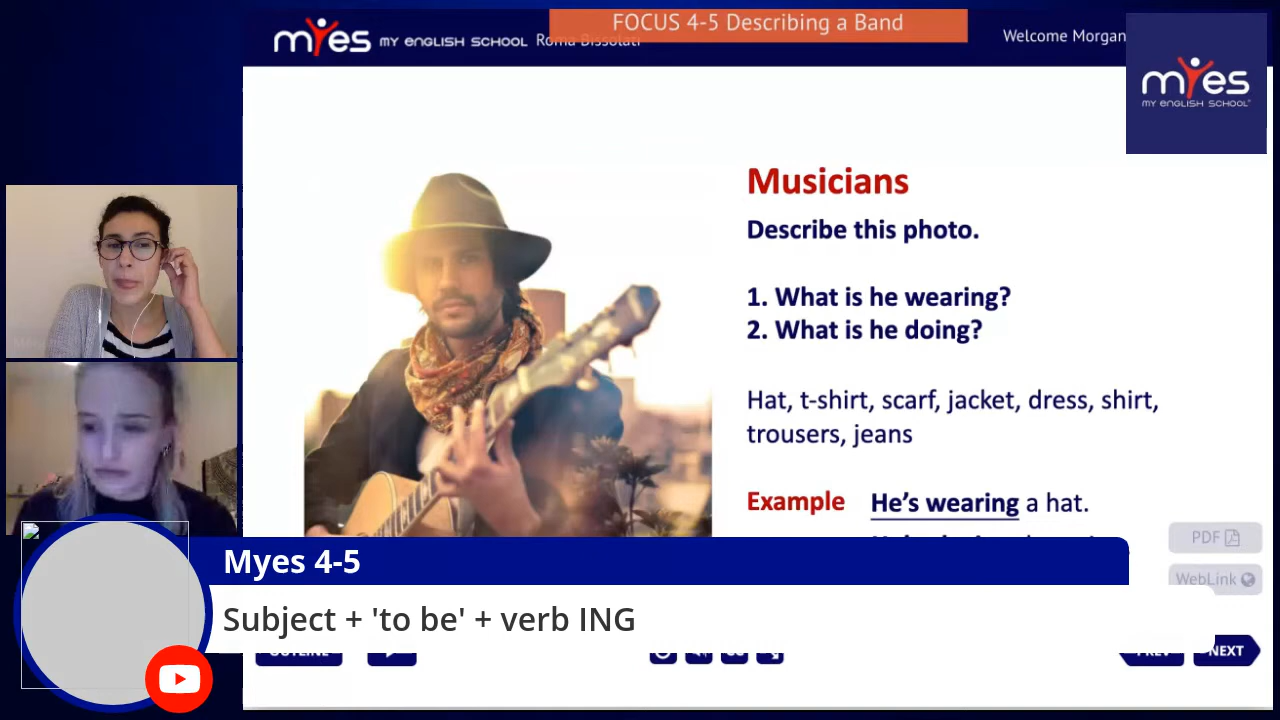 FOCUS 4-5 Describing a Band
myes MY ENGLISH SCHOOL Roma Bissolati
Welcome Morgan
myes
MY ENGLISH SCHOOL
Musicians
Describe this photo.
1. What is he wearing?
2. What is he doing?
Hat, t-shirt, scarf, jacket, dress, shirt,
trousers, jeans
Example He's wearing a hat.
PDF
WebLink
Myes 4-5
Subject + 'to be' + verb ING
OUTLINE
PREV
NEXT